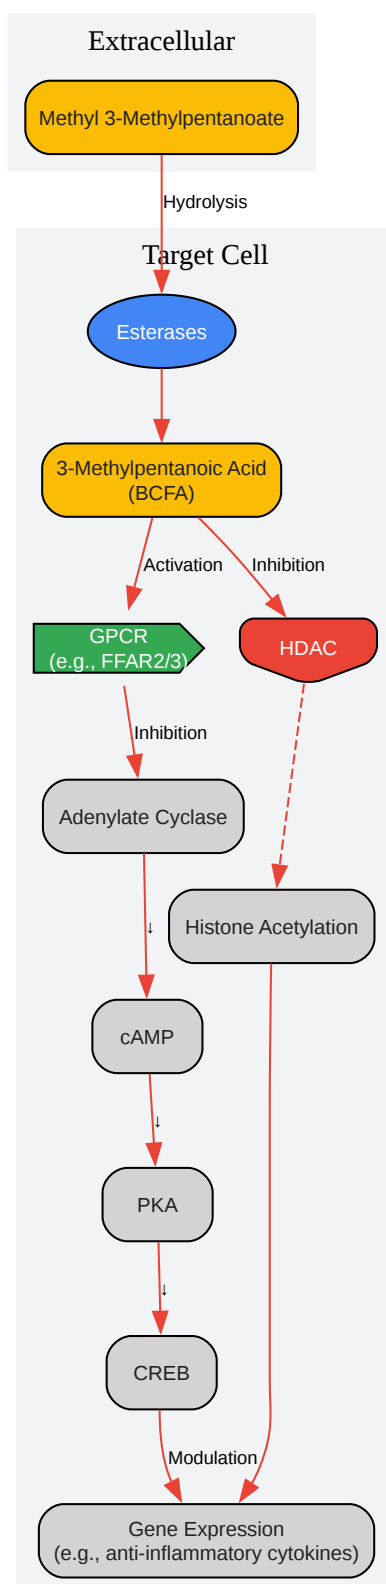 Extracellular
Methyl 3-Methylpentanoate
Hydrolysis
Target Cell
Esterases
3-Methylpentanoic Acid
(BCFA)
Activation
Inhibition
GPCR
(e.g., FFAR2/3)
HDAC
Inhibition
Adenylate Cyclase
Histone Acetylation
↓
cAMP
↓
PKA
↓
CREB
Modulation
Gene Expression
(e.g., anti-inflammatory cytokines)